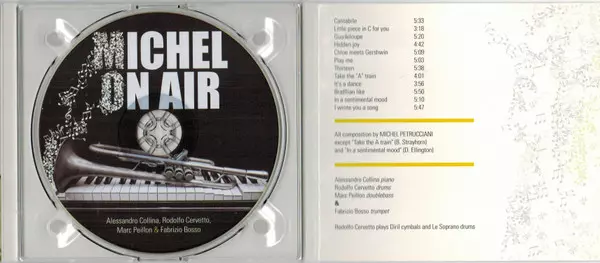 MICHEL
ON AIR
Alessandro Collina, Rodolfo Cervetto,
Marc Peillon & Fabrizio Bosso
Cantabile 5:33
Little piece in C for you 3:18
Guadeloupe 5:20
Hidden joy 4:42
Chloe meets Gershwin 5:09
Play me 5:03
Thinson 5:38
Take the "A" train 4:01
It's a dance 3:56
Brazilian like 5:50
In a sentimental mood 5:10
I wrote you a song 5:47
All composition by MICHEL PETRUCCIANI
except "Take the A train" (B. Strayhorn)
and "In a sentimental mood" (D. Ellington)
Alessandro Collina piano
Rodolfo Cervetto drums
Marc Peillon doublebass
&
Fabrizio Bosso trumpet
Rodolfo Cervetto plays Giril cymbals and Le Soprano drums